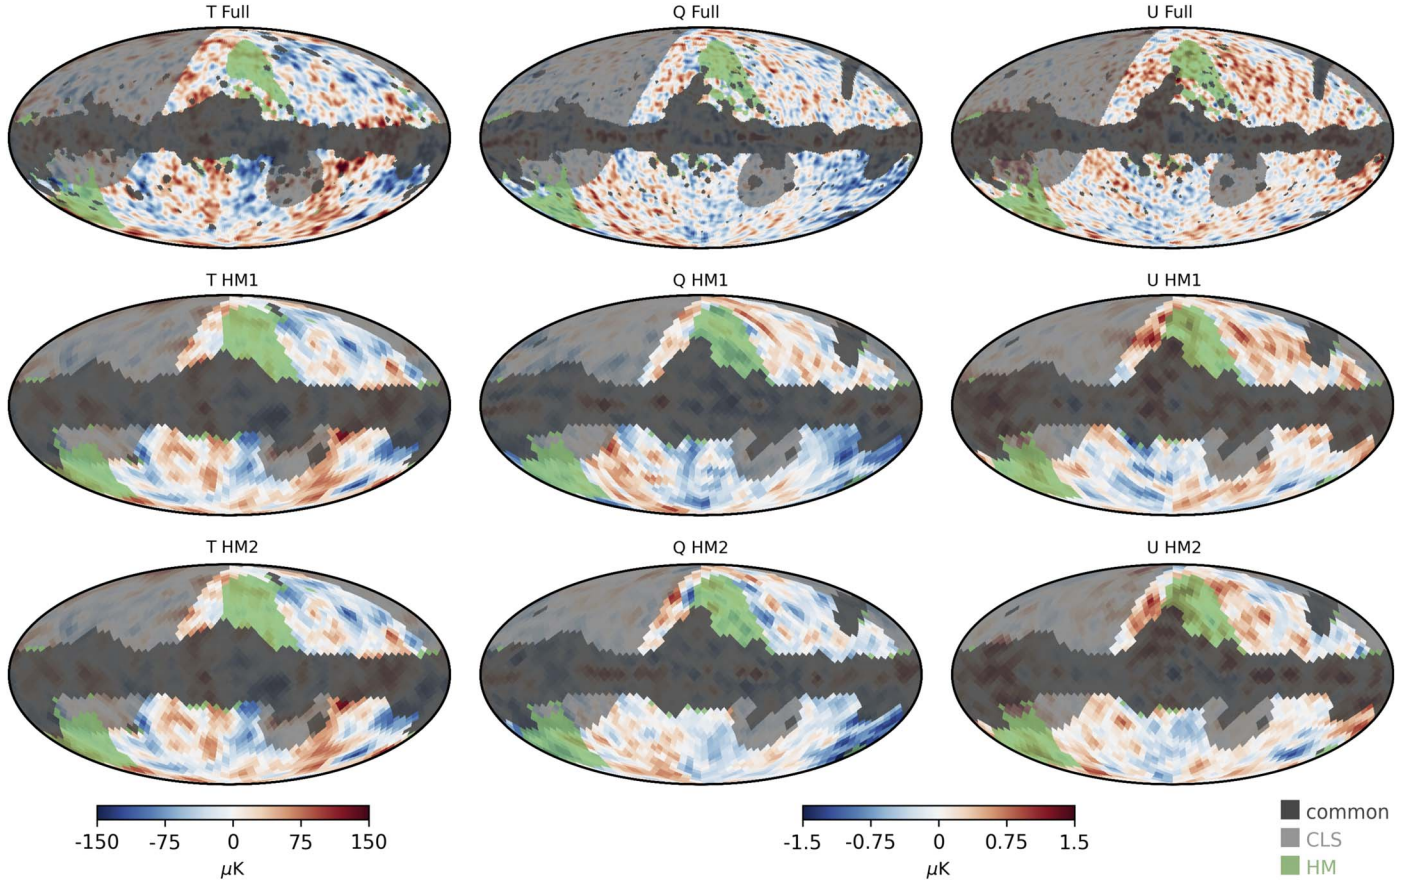 T Full
Q Full
U Full
T HM1
Q HM1
U HM1
T HM2
Q HM2
U HM2
-150 -75 0 75 150
μK
-1.5 -0.75 0 0.75 1.5
μK
common
CLS
HM